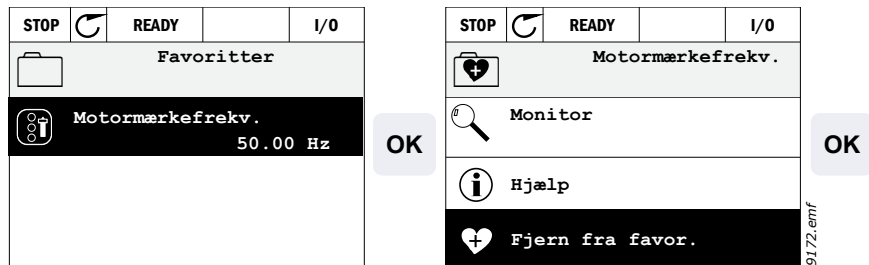 STOP READY I/O
Favoritter
Motormærkefrekv.
50.00 Hz
OK
STOP READY I/O
Motormærkefrekv.
Monitor
Hjælp
Fjern fra favor.
OK
9172.emf